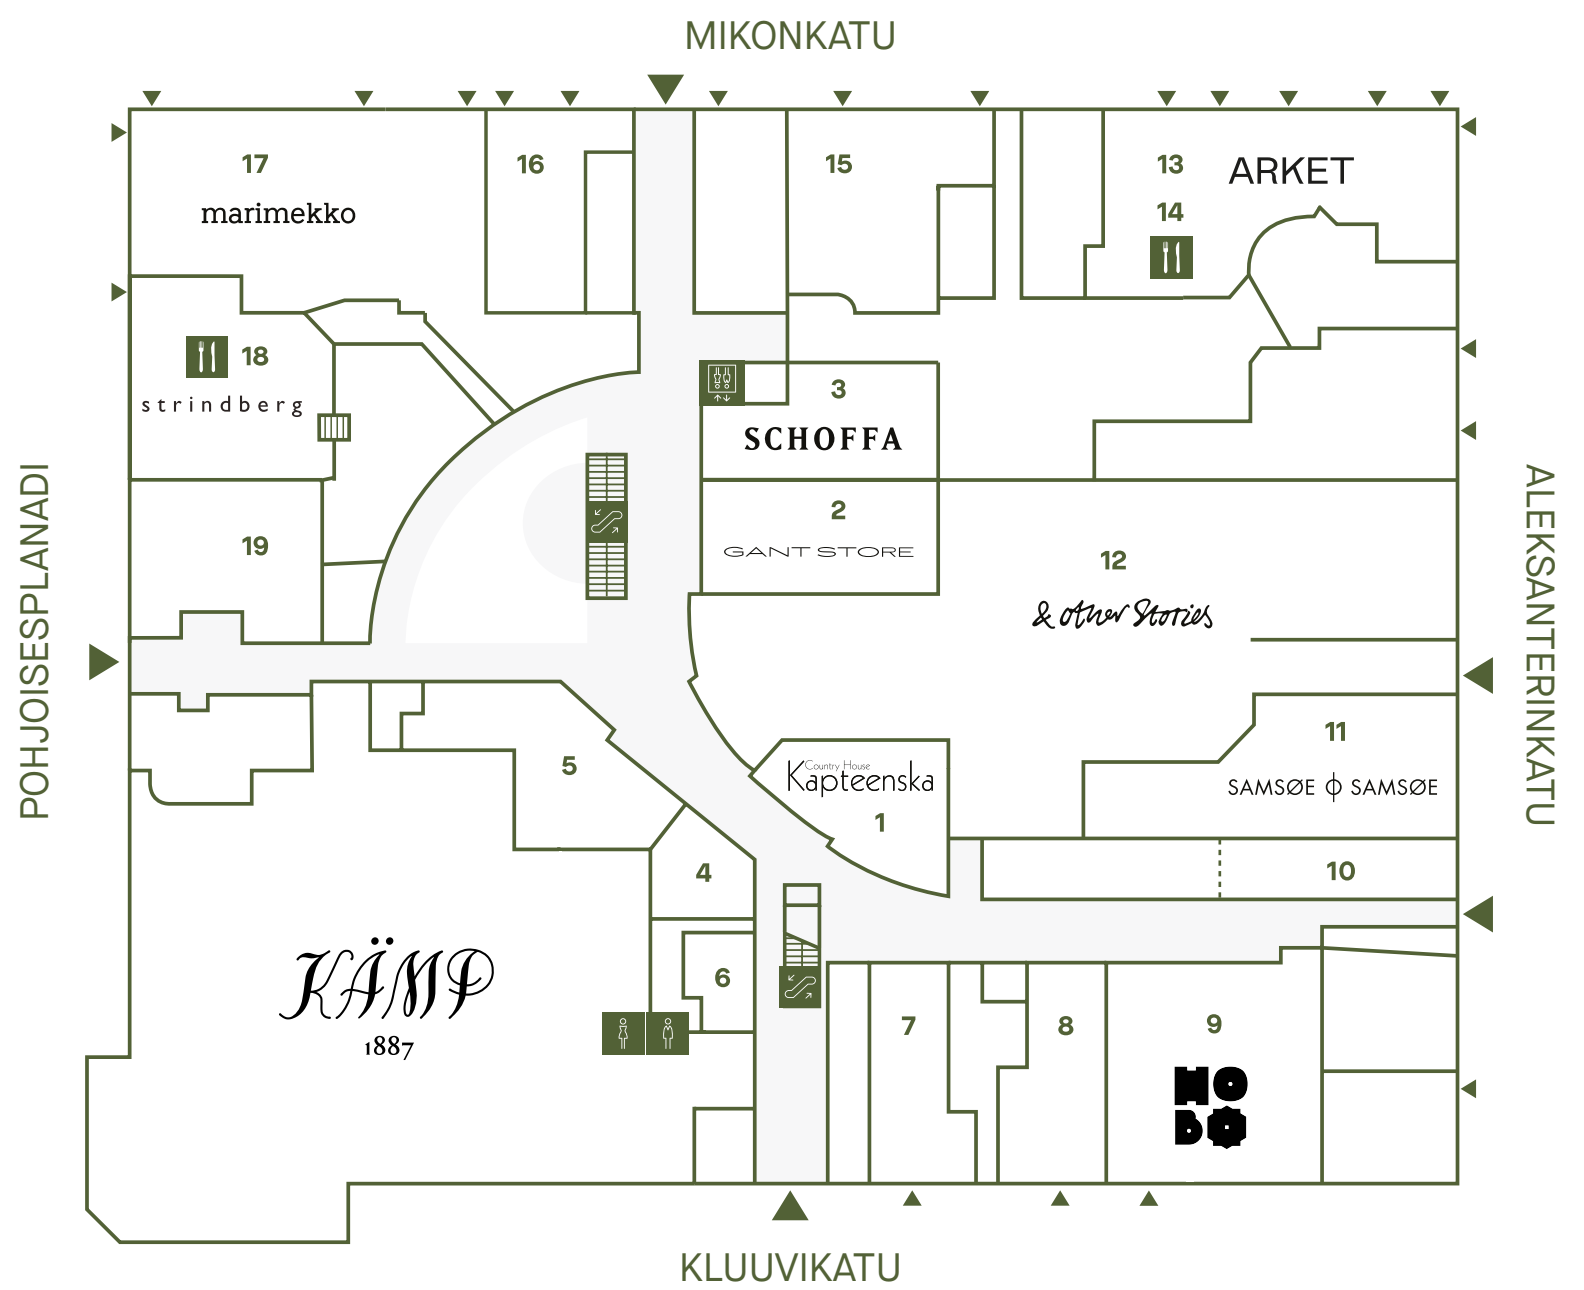 MIKONKATU
17
marimekko
16
15
13
ARKET
14
18
strindberg
3
SCHOFFA
2
GANT STORE
19
12
& other Stories
POHJOISESPLANADI
ALEKSANTERINKATU
5
Country House
Kapteenska
1
11
SAMSØE SAMSØE
10
4
6
KÄMP
1887
7
8
9
HO
BO
KLUUVIKATU